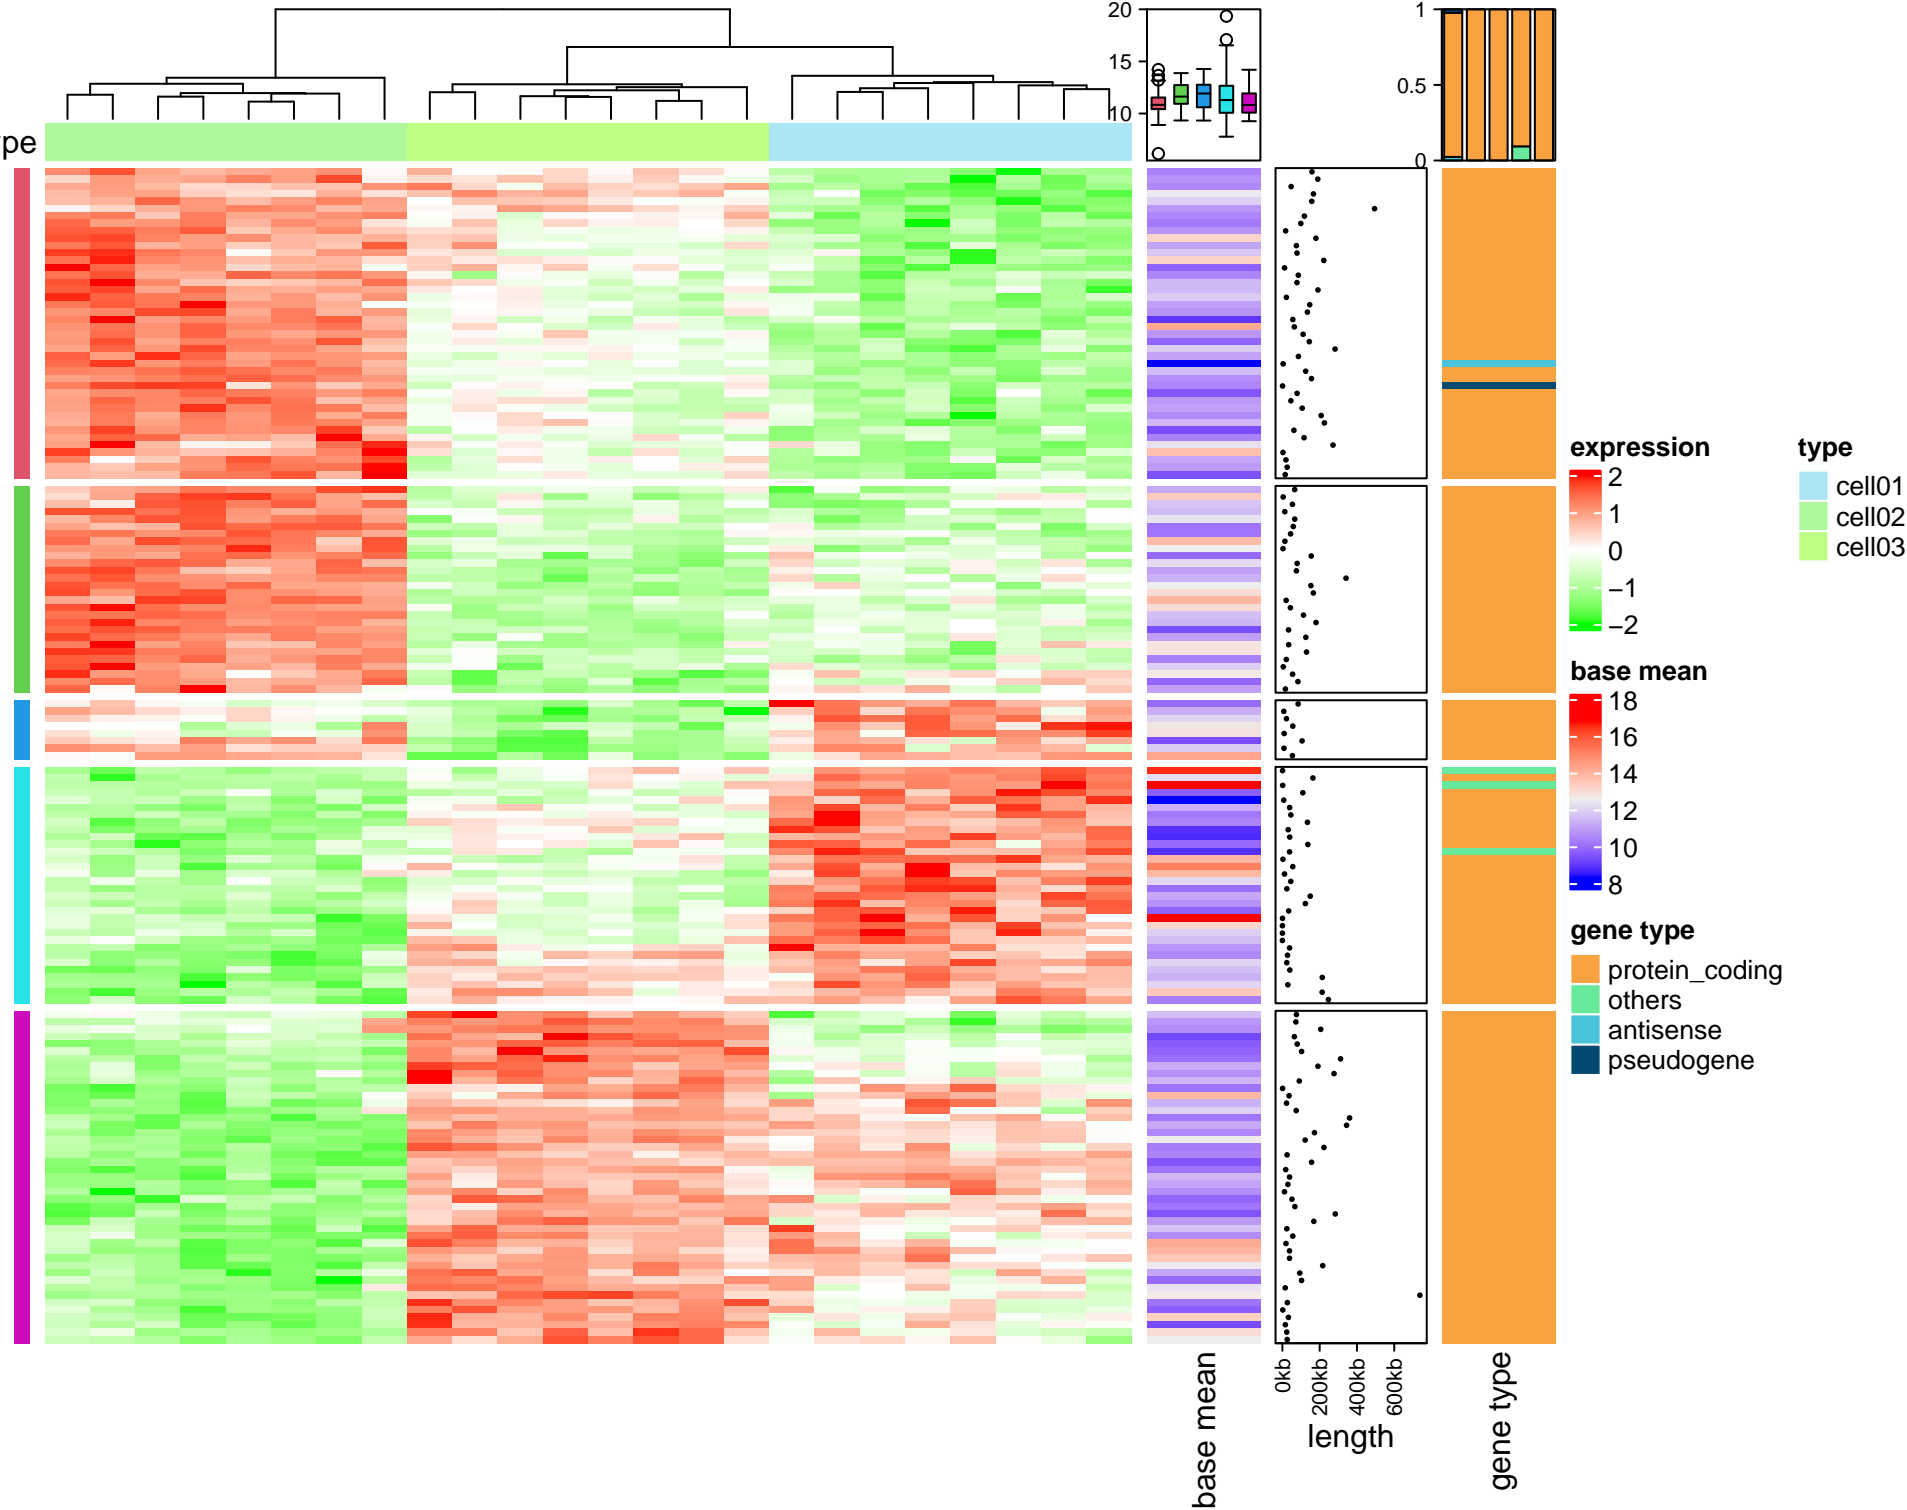 20
15
10
1
0.5
0
pe
expression
2
1
0
−1
−2
type
cell01
cell02
cell03
base mean
18
16
14
12
10
8
gene type
protein_coding
others
antisense
pseudogene
base mean
0kb
200kb
400kb
600kb
length
gene type